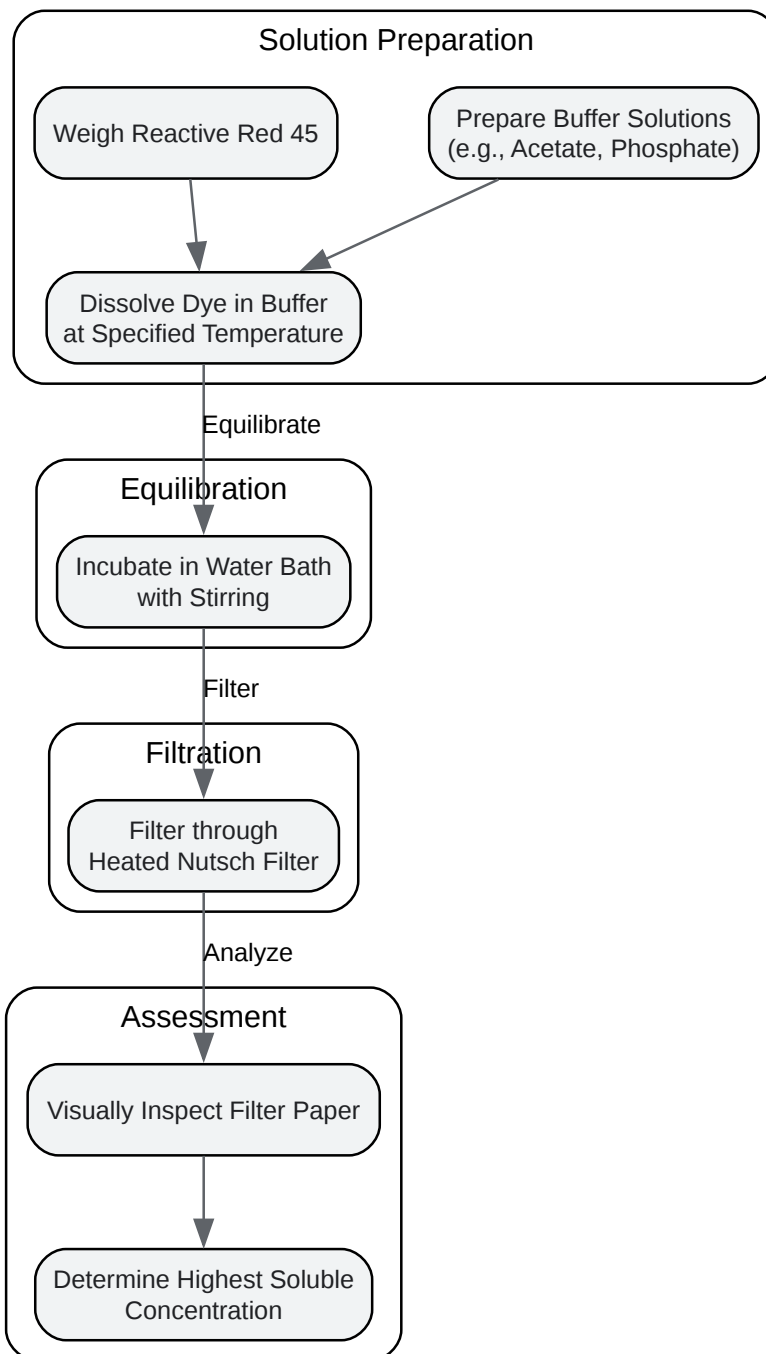 Solution Preparation
Weigh Reactive Red 45
Prepare Buffer Solutions
(e.g., Acetate, Phosphate)
Dissolve Dye in Buffer
at Specified Temperature
Equilibrate
Equilibration
Incubate in Water Bath
with Stirring
Filter
Filtration
Filter through
Heated Nutsch Filter
Analyze
Assessment
Visually Inspect Filter Paper
Determine Highest Soluble
Concentration